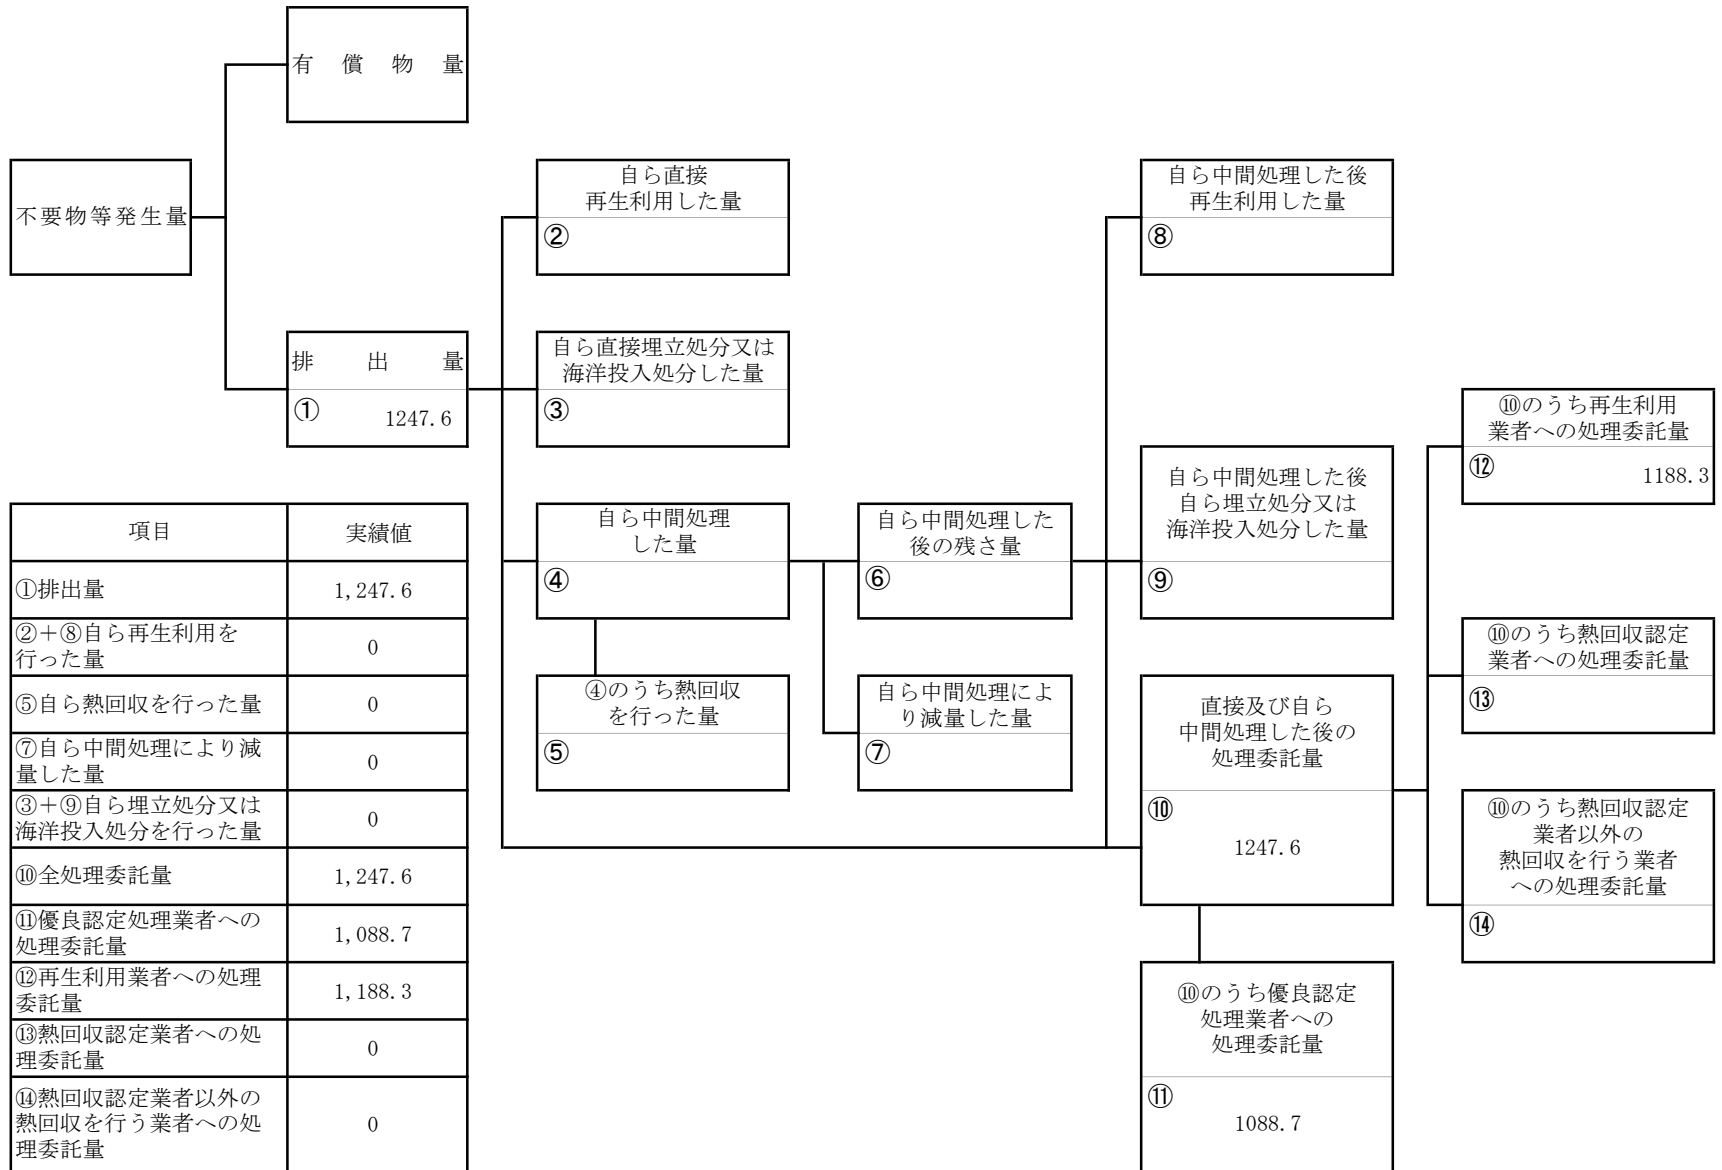 有償物量
不要物等発生量
排出量
①
1247.6
自ら直接
再生利用した量
②
自ら直接埋立処分又は
海洋投入処分した量
③
自ら中間処理
した量
④
④のうち熱回収
を行った量
⑤
自ら中間処理した
後の残さ量
⑥
自ら中間処理によ
り減量した量
⑦
自ら中間処理した後
再生利用した量
⑧
自ら中間処理した後
自ら埋立処分又は
海洋投入処分した量
⑨
直接及び自ら
中間処理した後の
処理委託量
⑩
1247.6
⑩のうち優良認定
処理業者への
処理委託量
⑪
1088.7
⑩のうち再生利用
業者への処理委託量
⑫
1188.3
⑩のうち熱回収認定
業者への処理委託量
⑬
⑩のうち熱回収認定
業者以外の
熱回収を行う業者
への処理委託量
⑭
項目 実績値
①排出量 1,247.6
②+⑧自ら再生利用を
行った量 0
⑤自ら熱回収を行った量 0
⑦自ら中間処理により減
量した量 0
③+⑨自ら埋立処分又は
海洋投入処分を行った量 0
⑩全処理委託量 1,247.6
⑪優良認定処理業者への
処理委託量 1,088.7
⑫再生利用業者への処理
委託量 1,188.3
⑬熱回収認定業者への処
理委託量 0
⑭熱回収認定業者以外の
熱回収を行う業者への処
理委託量 0